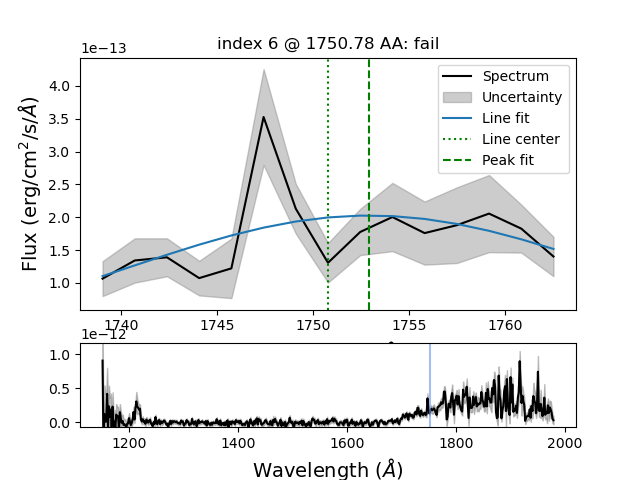 index 6 @ 1750.78 AA: fail
1e−13
4.0
3.5
3.0
2.5
2.0
1.5
1.0
Flux (erg/cm²/s/Å)
Spectrum
Uncertainty
Line fit
Line center
Peak fit
1740 1745 1750 1755 1760
1e−12
1.0
0.5
0.0
1200 1400 1600 1800 2000
Wavelength (Å)